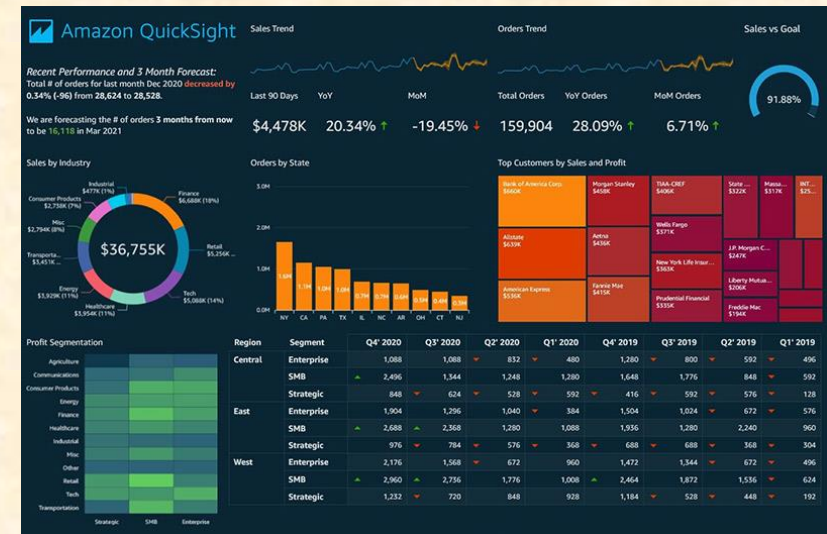 Amazon QuickSight
Recent Performance and 3 Month Forecast:
Total # of orders for last month Dec 2020 decreased by
0.34% (-96) from 28,624 to 28,528.
We are forecasting the # of orders 3 months from now
to be 16,118 in Mar 2021
Sales Trend
Last 90 Days YoY MoM
$4,478K 20.34% ↑ -19.45% ↓
Orders Trend
Total Orders YoY Orders MoM Orders
159,904 28.09% ↑ 6.71% ↑
Sales vs Goal
91.88%
Sales by Industry
Industrial
$477K (1%)
Consumer Products
$2,738K (7%)
Misc
$2,794K (8%)
Transporta...
$3,451K...
Energy
$3,929K (11%)
Healthcare
$3,954K (11%)
Tech
$5,066K (14%)
Retail
$5,256K...
Finance
$6,688K (18%)
$36,755K
Orders by State
3.0M
2.0M
1.0M
0.0M
1.6M 1.1M 1.0M 1.0M 0.7M 0.7M 0.6M 0.5M 0.4M 0.3M
NY CA PA TX IL NC AR OH CT NJ
Top Customers by Sales and Profit
Bank of America Corp.
$660K
Allstate
$639K
American Express
$536K
Morgan Stanley
$458K
Aetna
$436K
Fannie Mae
$415K
TIAA-CREF
$406K
Wells Fargo
$371K
New York Life Insur...
$363K
Prudential Financial
$335K
State ...
$322K
Massa...
$317K
INT...
$25...
J.P. Morgan C...
$247K
Liberty Mutua...
$206K
Freddie Mac
$194K
Profit Segmentation
Agriculture
Communications
Consumer Products
Energy
Finance
Healthcare
Industrial
Misc
Other
Retail
Tech
Transportation
Strategic SMB Enterprise
Region Segment Q4' 2020 Q3' 2020 Q2' 2020 Q1' 2020 Q4' 2019 Q3' 2019 Q2' 2019 Q1' 2019
Central Enterprise 1,088 1,088 832 480 1,280 800 592 496
SMB 2,496 1,344 1,248 1,280 1,648 1,776 848 592
Strategic 848 624 528 592 416 592 576 128
East Enterprise 1,904 1,296 1,040 384 1,504 1,024 672 576
SMB 2,688 2,368 1,280 1,088 1,936 1,280 2,240 960
Strategic 976 784 576 368 688 688 368 304
West Enterprise 2,176 1,568 672 960 1,472 1,344 672 496
SMB 2,960 2,736 1,776 1,008 2,464 1,872 1,536 624
Strategic 1,232 720 848 928 1,184 528 448 192